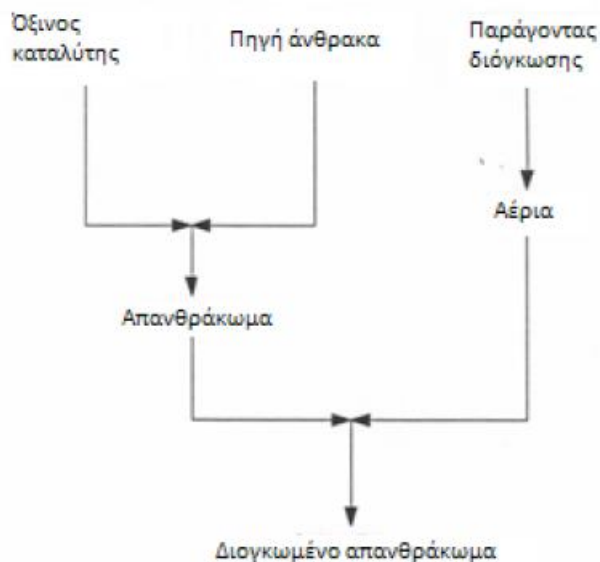 Όξινος
καταλύτης
Πηγή άνθρακα
Παράγοντας
διόγκωσης
Αέρια
Απανθράκωμα
Διογκωμένο απανθράκωμα